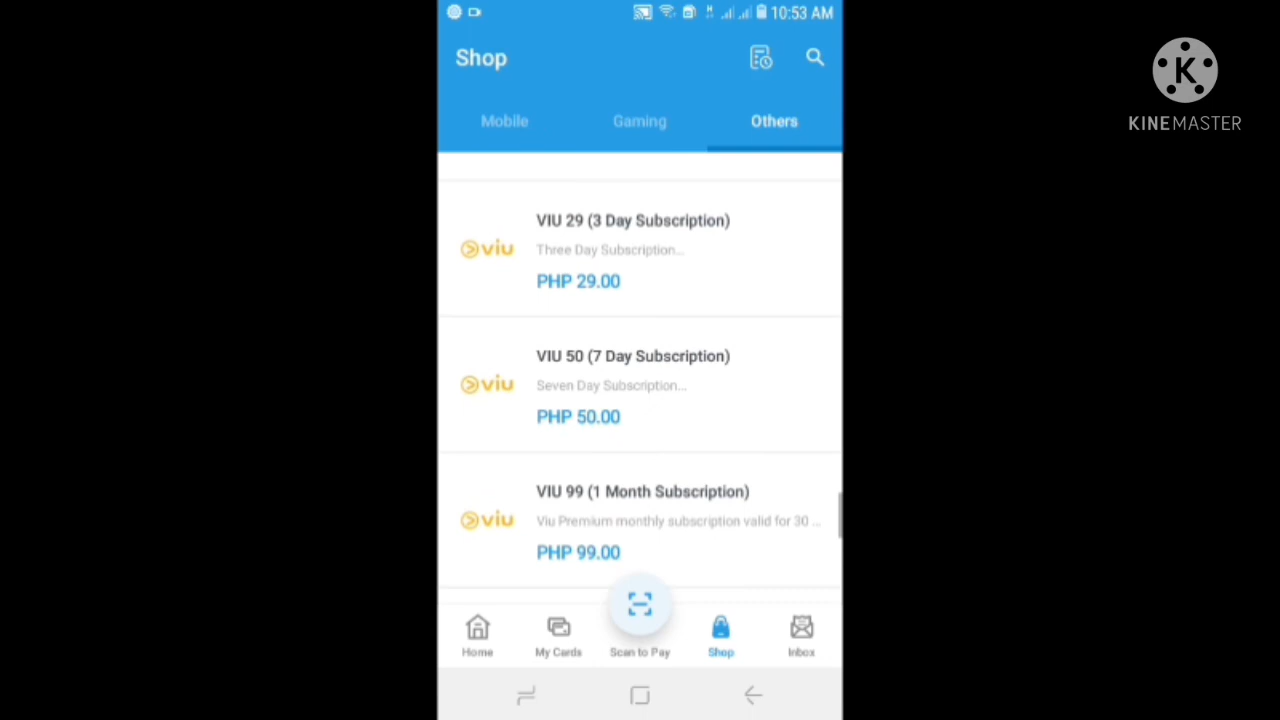 10:53 AM
Shop
Mobile Gaming Others
VIU 29 (3 Day Subscription)
viu
Three Day Subscription...
PHP 29.00
VIU 50 (7 Day Subscription)
viu
Seven Day Subscription...
PHP 50.00
VIU 99 (1 Month Subscription)
viu
Viu Premium monthly subscription valid for 30 ...
PHP 99.00
Home My Cards Scan to Pay Shop Inbox
K
KINEMASTER